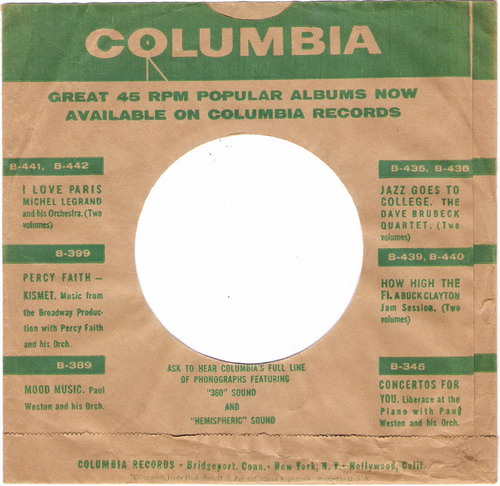 COLUMBIA
GREAT 45 RPM POPULAR ALBUMS NOW
AVAILABLE ON COLUMBIA RECORDS
B-441, B-442
I LOVE PARIS
MICHEL LEGRAND
and his Orchestra. (Two
volumes)
B-399
PERCY FAITH —
KISMET. Music from
the Broadway Produc-
tion with Percy Faith
and his Orch.
B-389
MOOD MUSIC. Paul
Weston and his Orch.
B-435, B-436
JAZZ GOES TO
COLLEGE. THE
DAVE BRUBECK
QUARTET. (Two
volumes)
B-439, B-440
HOW HIGH THE
FI. A BUCK CLAYTON
Jam Session. (Two
volumes)
B-345
CONCERTOS FOR
YOU. Liberace at the
Piano with Paul
Weston and his Orch.
ASK TO HEAR COLUMBIA'S FULL LINE
OF PHONOGRAPHS FEATURING
"360" SOUND
AND
"HEMISPHERIC" SOUND
COLUMBIA RECORDS • Bridgeport, Conn. • New York, N. Y. • Hollywood, Calif.